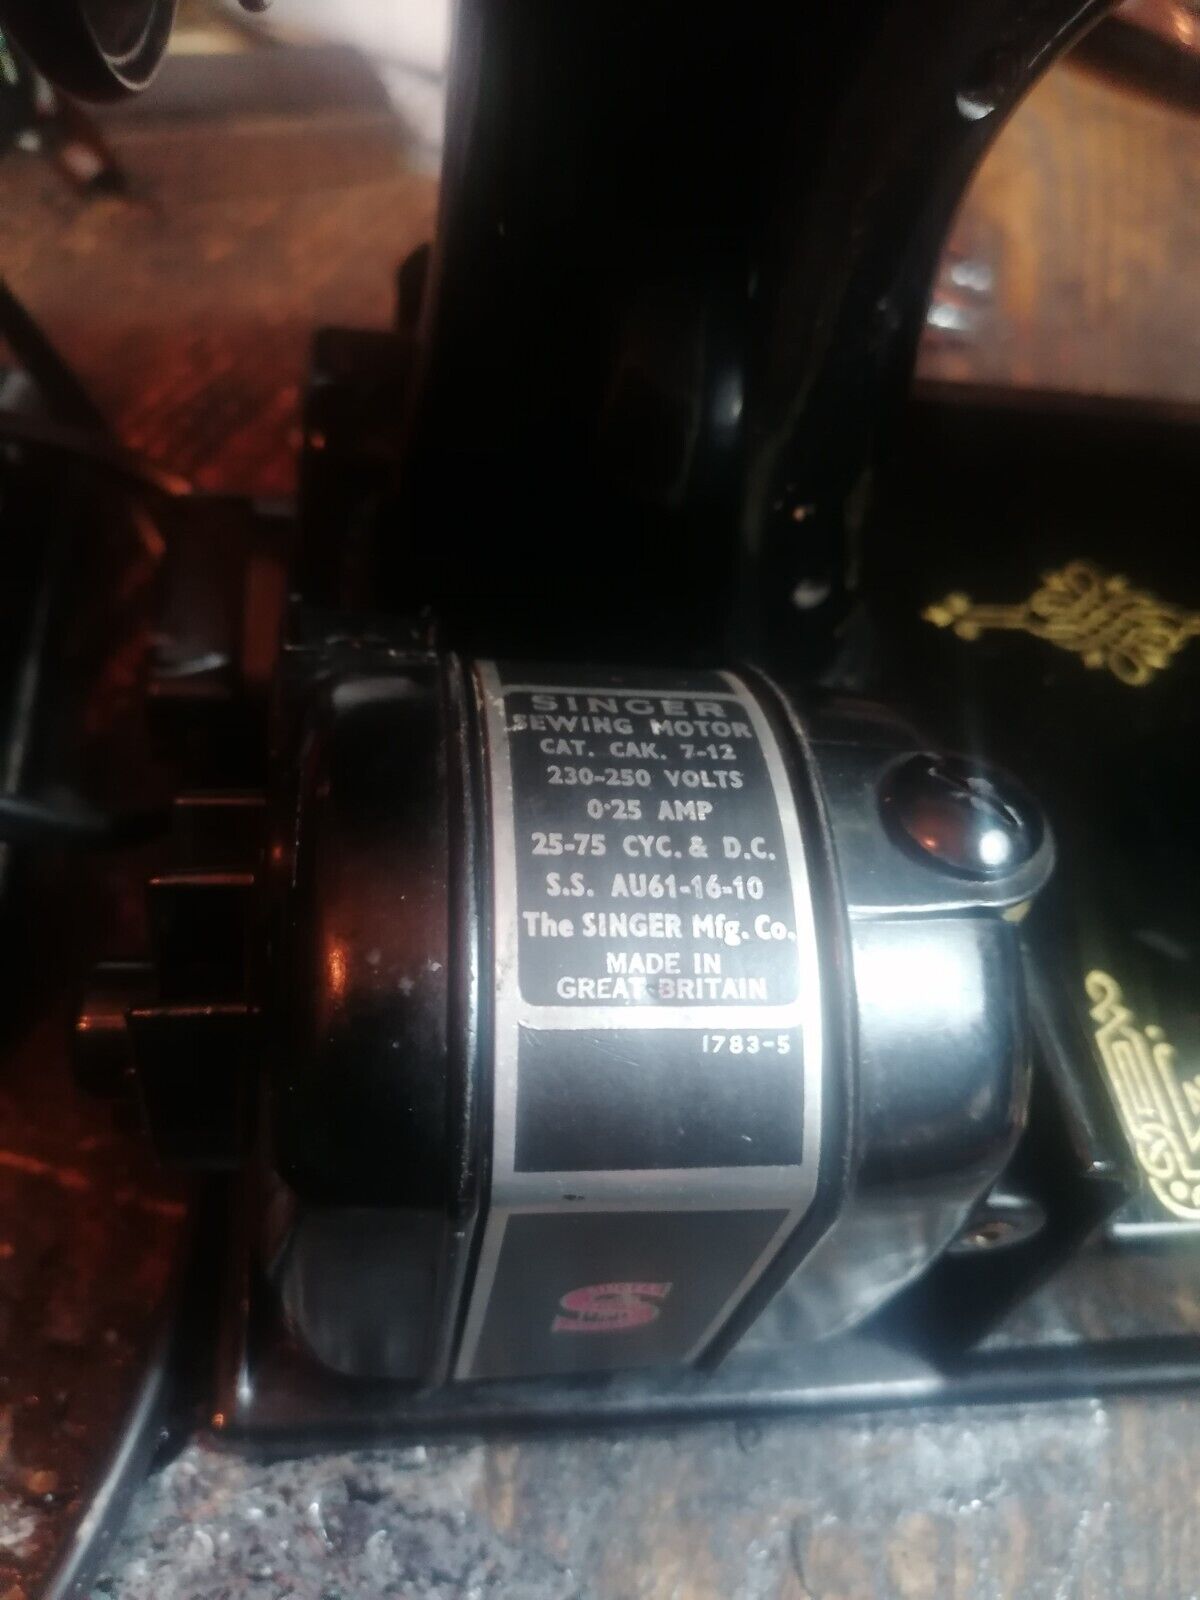 SINGER
SEWING MOTOR
CAT. CAK. 7-12
230-250 VOLTS
0·25 AMP
25-75 CYC. & D.C.
S.S. AU61-16-10
The SINGER Mfg. Co.
MADE IN
GREAT BRITAIN
1783-5
S